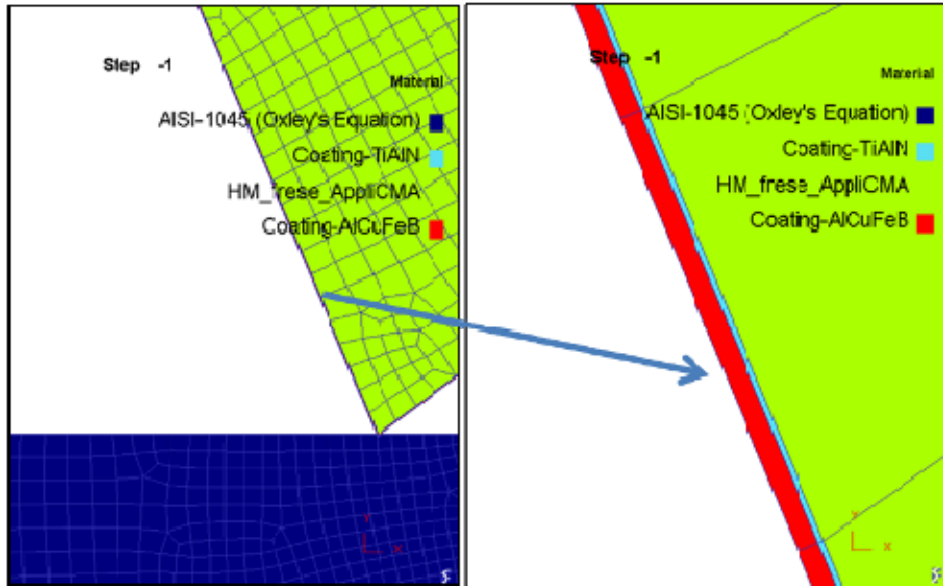 Step -1
Material
AISI-1045 (Oxley's Equation)
Coating-TiAlN
HM_frese_AppliCMA
Coating-AlCuFeB
Y
X
Step -1
Material
AISI-1045 (Oxley's Equation)
Coating-TiAlN
HM_frese_AppliCMA
Coating-AlCuFeB
Y
X